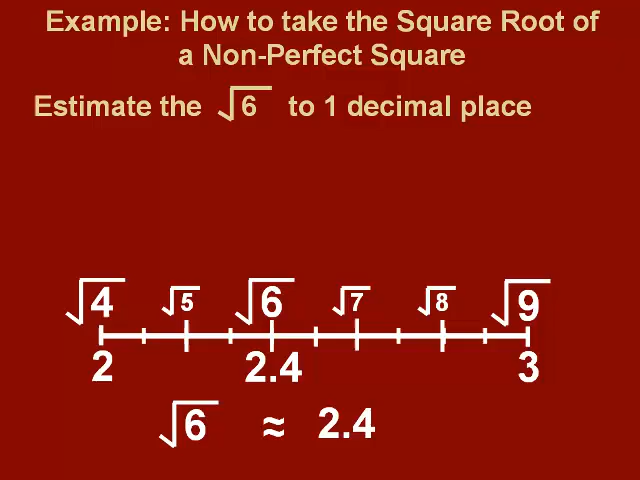 Example: How to take the Square Root of
a Non-Perfect Square
Estimate the √6 to 1 decimal place
√4 √5 √6 √7 √8 √9
2 2.4 3
√6 ≈ 2.4